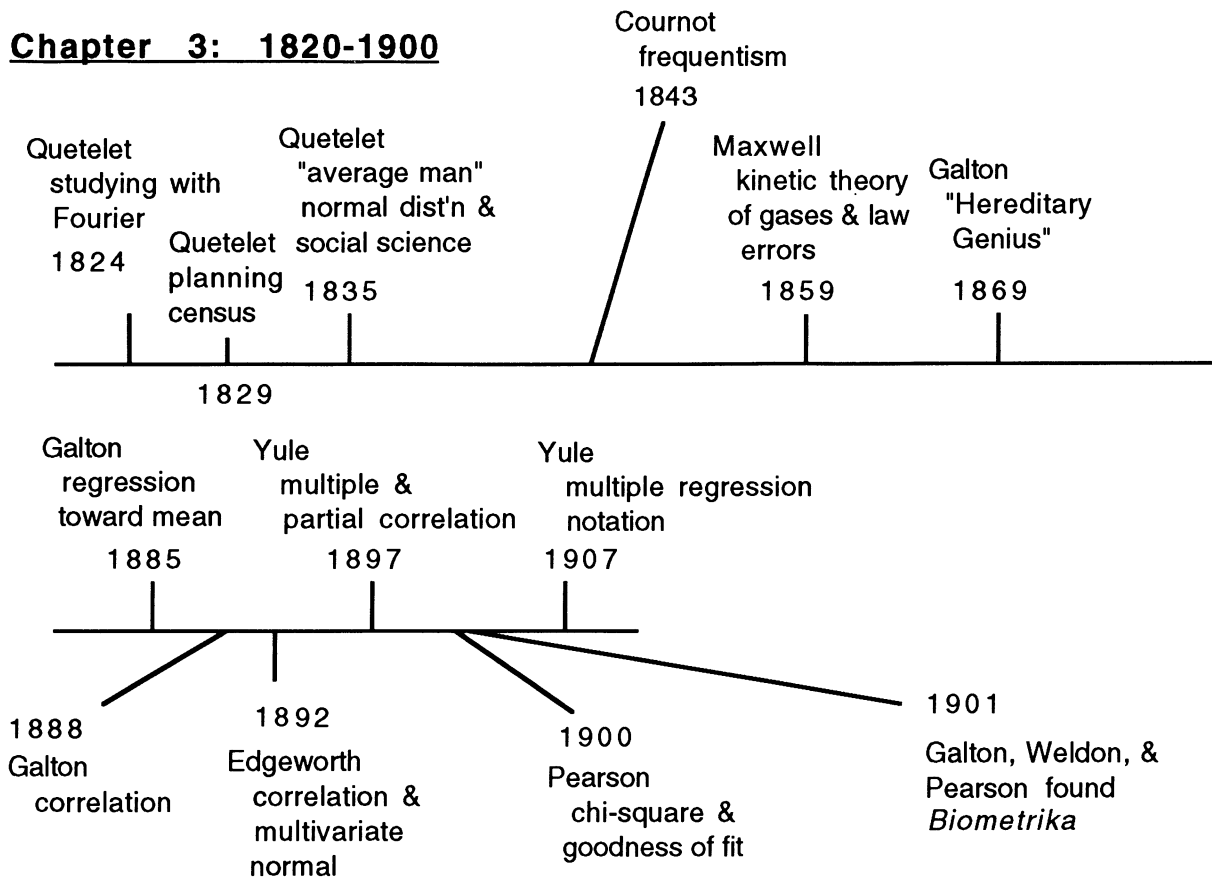 Chapter 3: 1820-1900
Cournot
frequentism
1843
Quetelet
studying with
Fourier
1824
Quetelet
planning
census
1829
Quetelet
"average man"
normal dist'n &
social science
1835
Maxwell
kinetic theory
of gases & law
errors
1859
Galton
"Hereditary
Genius"
1869
Galton
regression
toward mean
1885
Yule
multiple &
partial correlation
1897
Yule
multiple regression
notation
1907
1888
Galton
correlation
1892
Edgeworth
correlation &
multivariate
normal
1900
Pearson
chi-square &
goodness of fit
1901
Galton, Weldon, &
Pearson found
Biometrika